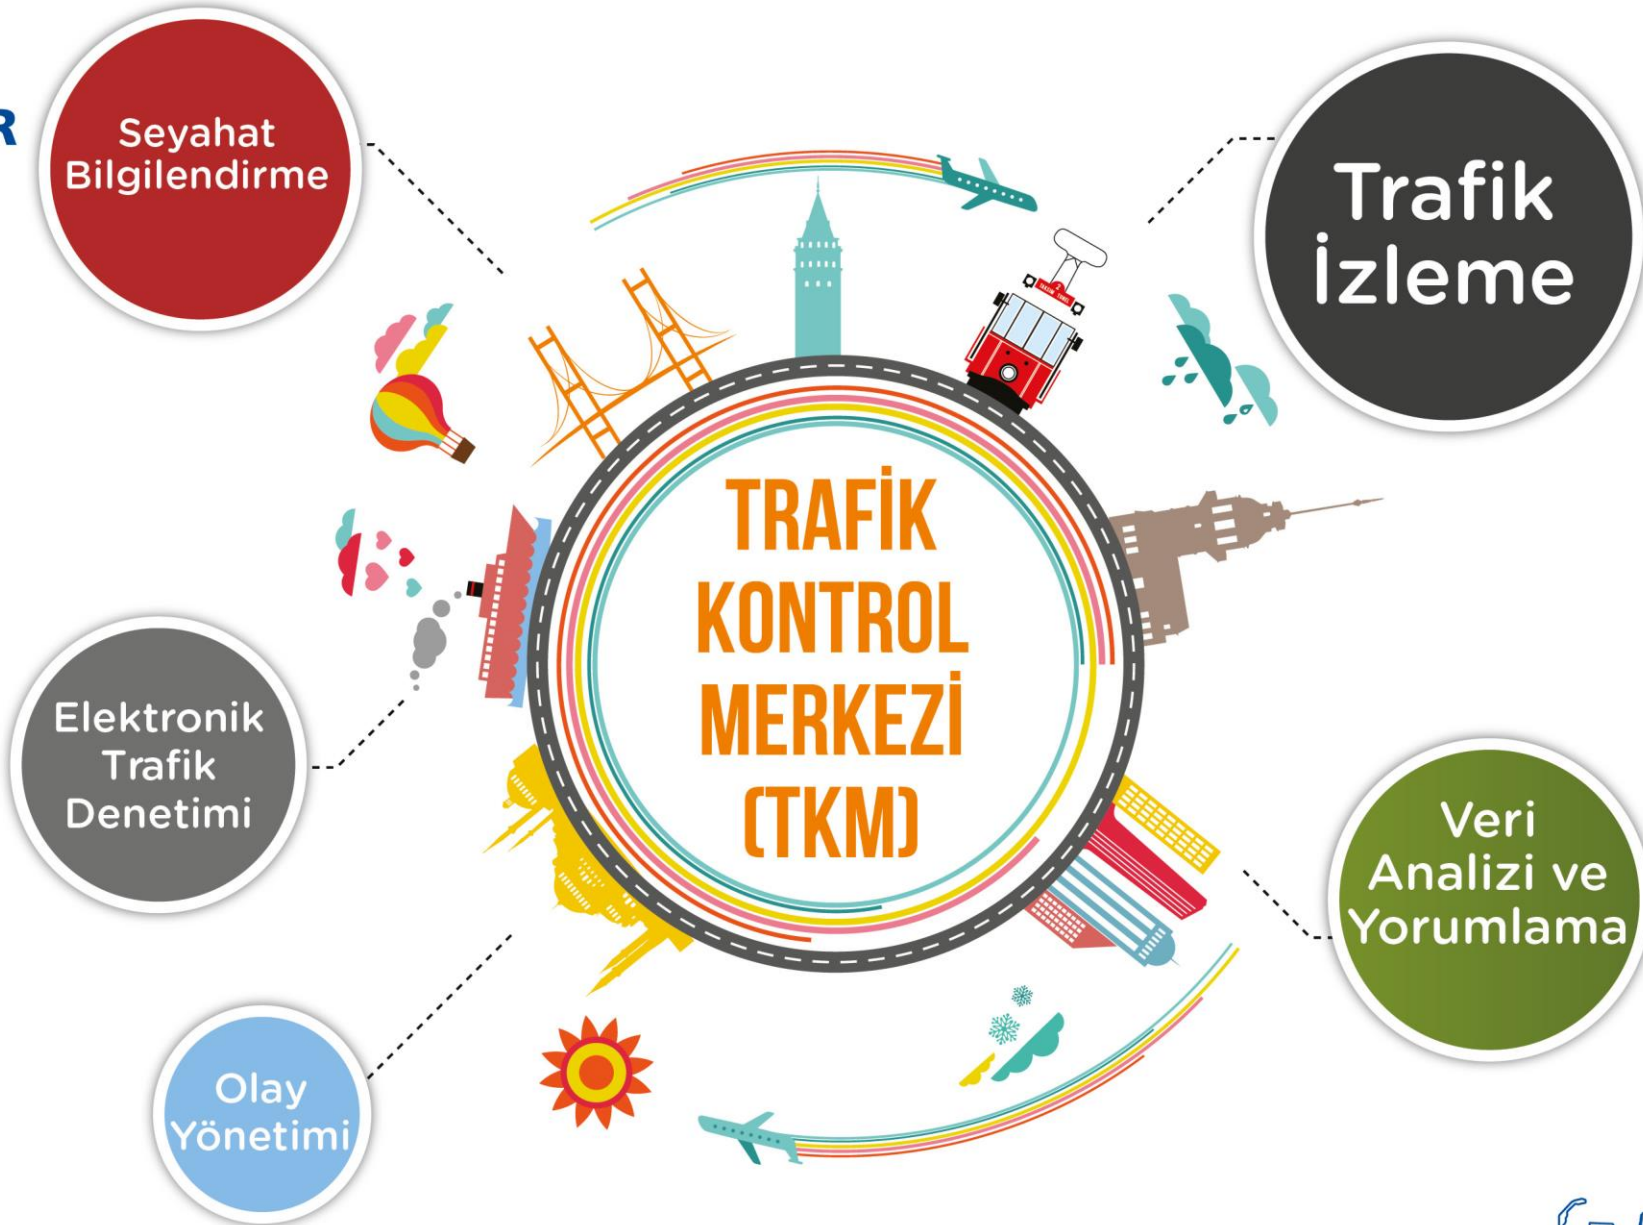 R
Seyahat
Bilgilendirme
Trafik
İzleme
TRAFİK
KONTROL
MERKEZİ
(TKM)
Elektronik
Trafik
Denetimi
Veri
Analizi ve
Yorumlama
Olay
Yönetimi